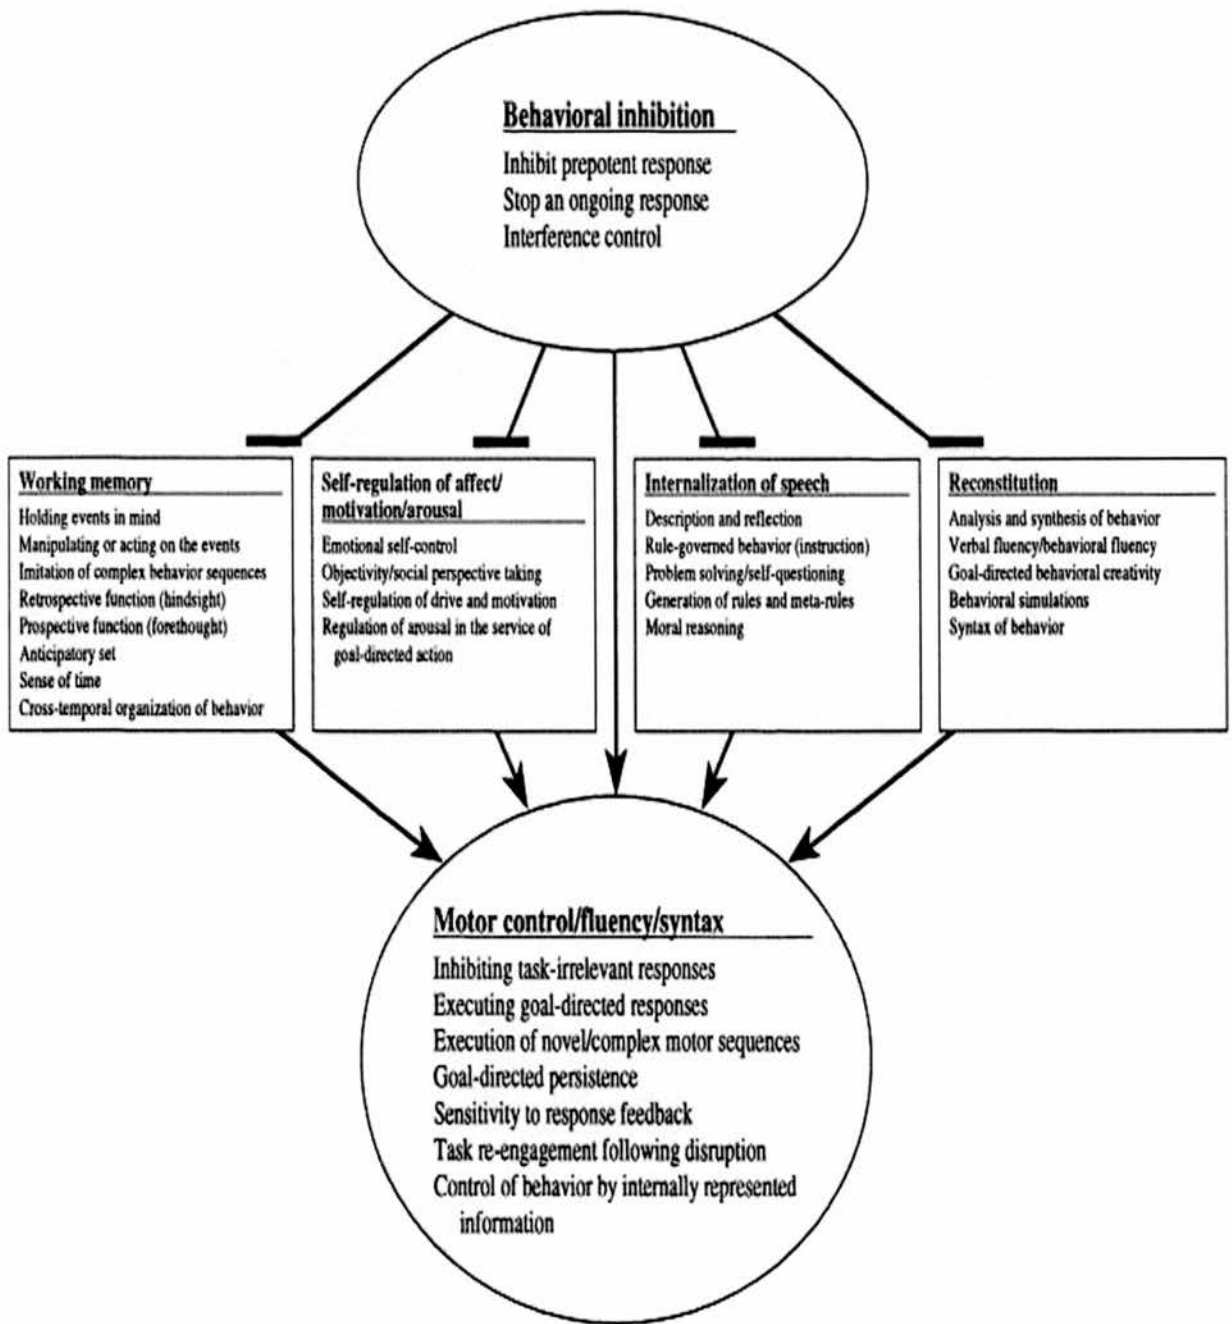 Behavioral inhibition
Inhibit prepotent response
Stop an ongoing response
Interference control
Working memory
Holding events in mind
Manipulating or acting on the events
Imitation of complex behavior sequences
Retrospective function (hindsight)
Prospective function (forethought)
Anticipatory set
Sense of time
Cross-temporal organization of behavior
Self-regulation of affect/
motivation/arousal
Emotional self-control
Objectivity/social perspective taking
Self-regulation of drive and motivation
Regulation of arousal in the service of
goal-directed action
Internalization of speech
Description and reflection
Rule-governed behavior (instruction)
Problem solving/self-questioning
Generation of rules and meta-rules
Moral reasoning
Reconstitution
Analysis and synthesis of behavior
Verbal fluency/behavioral fluency
Goal-directed behavioral creativity
Behavioral simulations
Syntax of behavior
Motor control/fluency/syntax
Inhibiting task-irrelevant responses
Executing goal-directed responses
Execution of novel/complex motor sequences
Goal-directed persistence
Sensitivity to response feedback
Task re-engagement following disruption
Control of behavior by internally represented
information